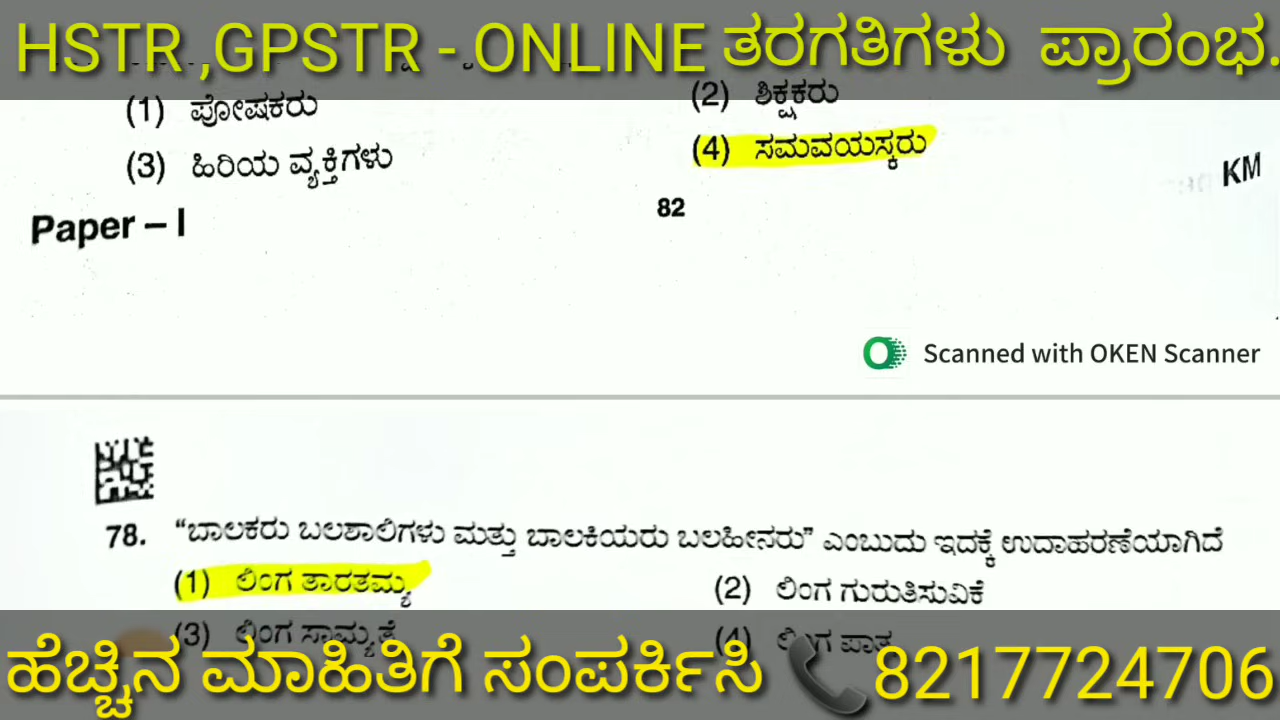 HSTR ,GPSTR - ONLINE ತರಗತಿಗಳು ಪ್ರಾರಂಭ.
(1) ಪೋಷಕರು (2) ಶಿಕ್ಷಕರು
(3) ಹಿರಿಯ ವ್ಯಕ್ತಿಗಳು (4) ಸಮವಯಸ್ಕರು
KM
Paper – I 82
Scanned with OKEN Scanner
78. “ಬಾಲಕರು ಬಲಶಾಲಿಗಳು ಮತ್ತು ಬಾಲಕಿಯರು ಬಲಹೀನರು” ಎಂಬುದು ಇದಕ್ಕೆ ಉದಾಹರಣೆಯಾಗಿದೆ
(1) ಲಿಂಗ ತಾರತಮ್ಯ (2) ಲಿಂಗ ಗುರುತಿಸುವಿಕೆ
(3) ಲಿಂಗ ಸಾಮ್ಯತೆ (4) ಲಿಂಗ ಪಾತ್ರ
ಹೆಚ್ಚಿನ ಮಾಹಿತಿಗೆ ಸಂಪರ್ಕಿಸಿ 8217724706